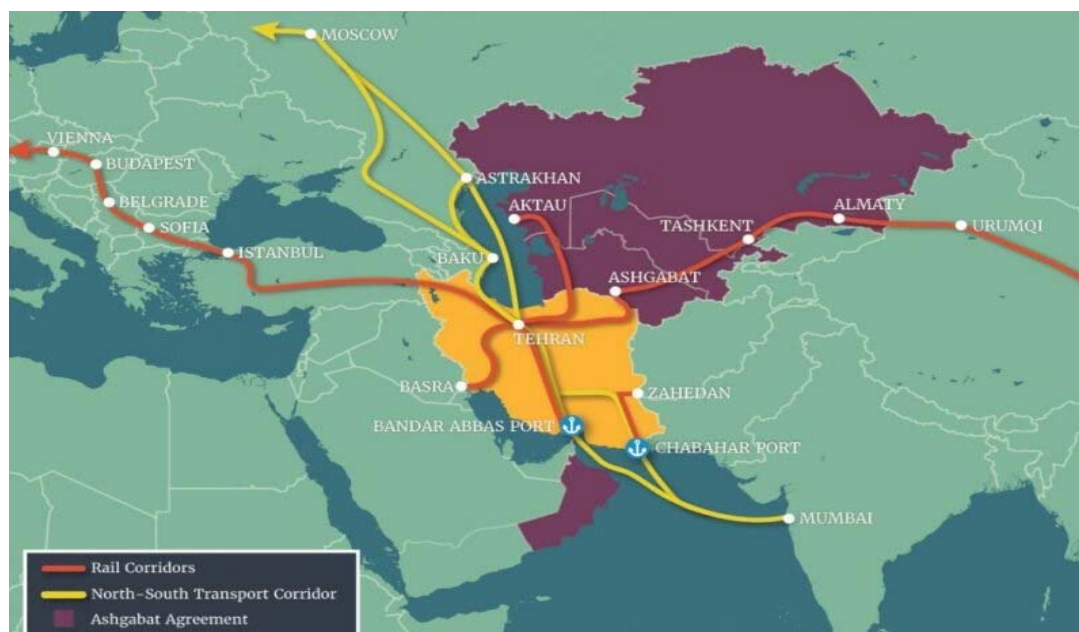 MOSCOW
VIENNA
BUDAPEST
ASTRAKHAN
BELGRADE
AKTAU
ALMATY
SOFIA
TASHKENT
URUMQI
ISTANBUL
BAKU
ASHGABAT
TEHRAN
BASRA
ZAHEDAN
BANDAR ABBAS PORT
CHABAHAR PORT
MUMBAI
Rail Corridors
North-South Transport Corridor
Ashgabat Agreement